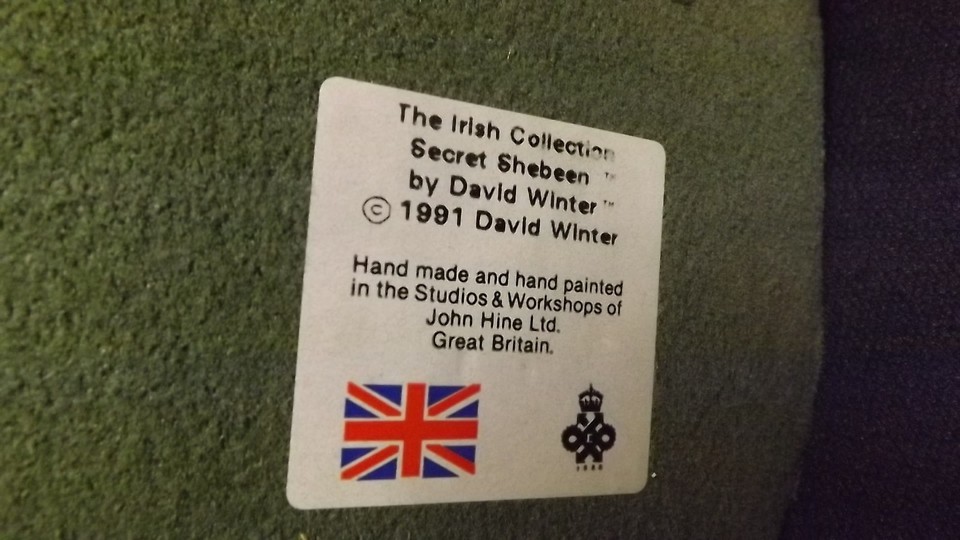 The Irish Collection
Secret Shebeen ™
by David Winter ™
© 1991 David Winter
Hand made and hand painted
in the Studios & Workshops of
John Hine Ltd.
Great Britain.